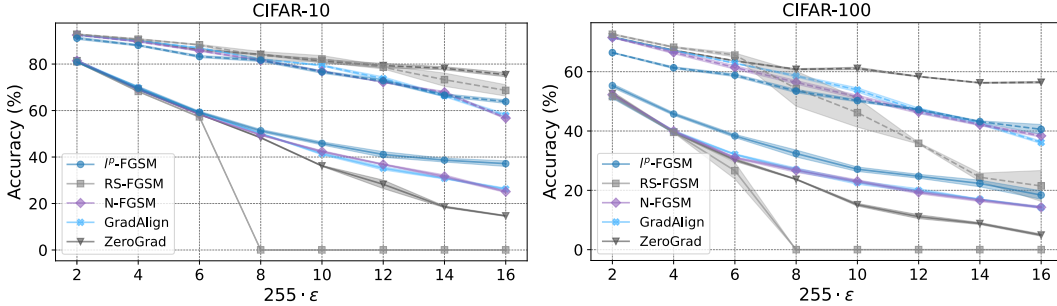 CIFAR-10
Accuracy (%)
80
60
40
20
0
l^p-FGSM
RS-FGSM
N-FGSM
GradAlign
ZeroGrad
2 4 6 8 10 12 14 16
255 · ε
CIFAR-100
Accuracy (%)
60
40
20
0
l^p-FGSM
RS-FGSM
N-FGSM
GradAlign
ZeroGrad
2 4 6 8 10 12 14 16
255 · ε